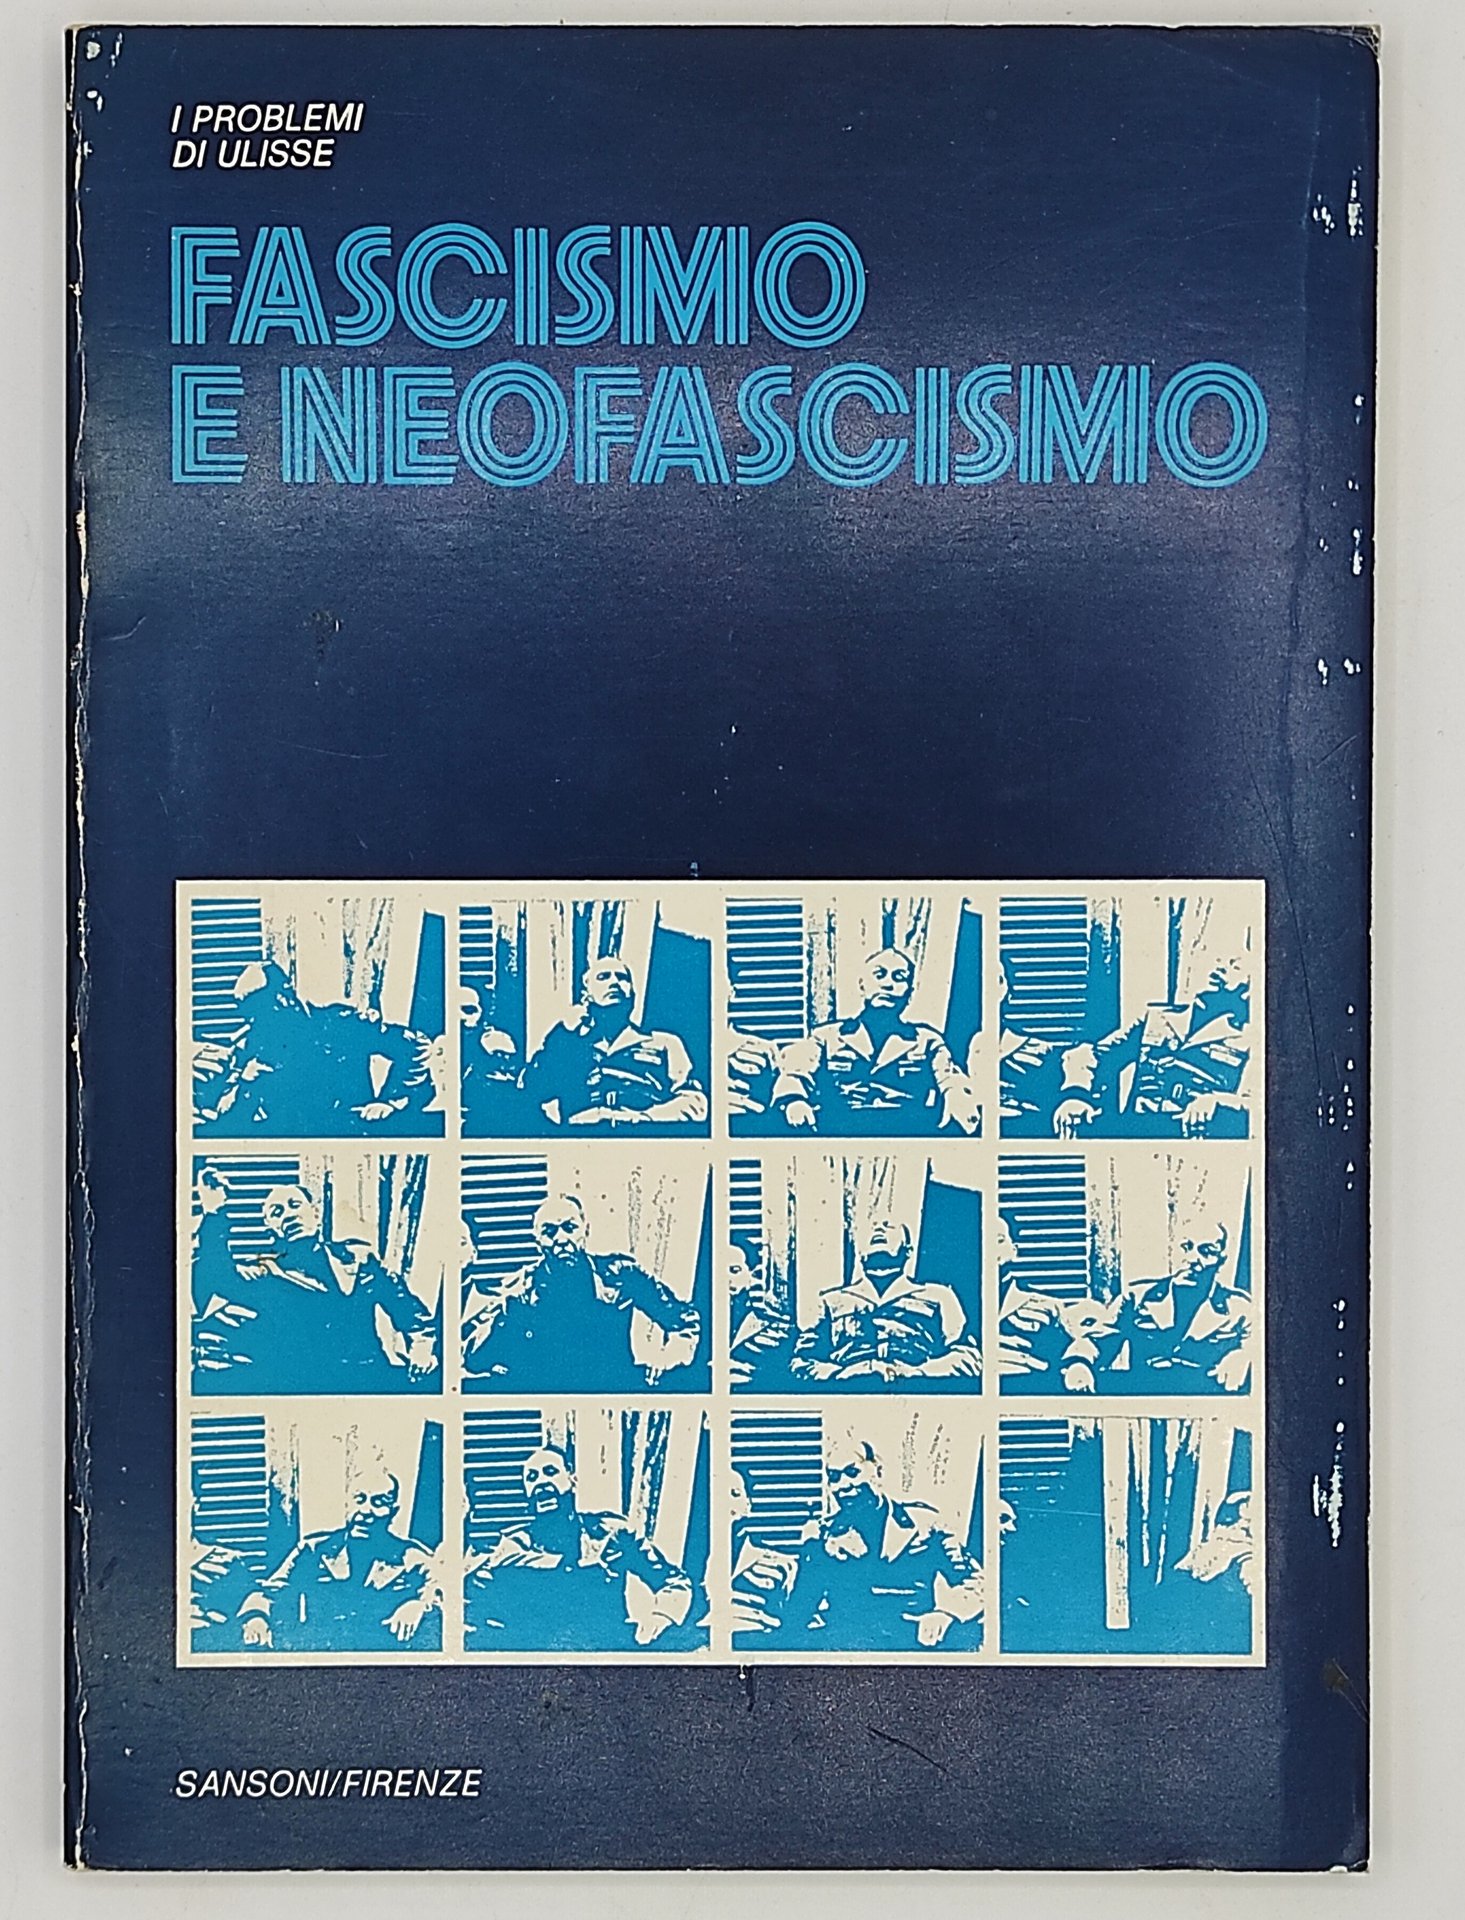 I PROBLEMI
DI ULISSE
FASCISMO
E NEOFASCISMO
SANSONI/FIRENZE